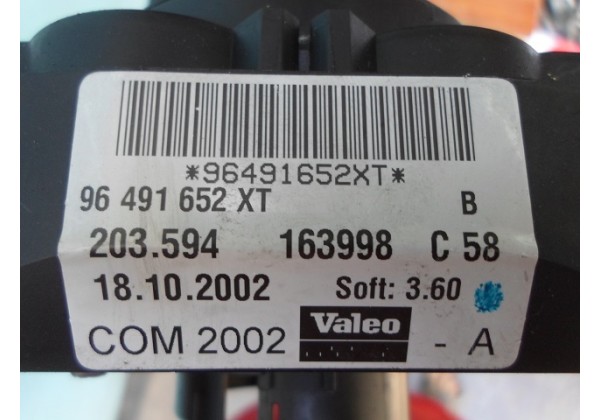 *96491652XT*
96 491 652 XT B
203.594 163998 C 58
18.10.2002 Soft: 3.60
COM 2002 Valeo - A